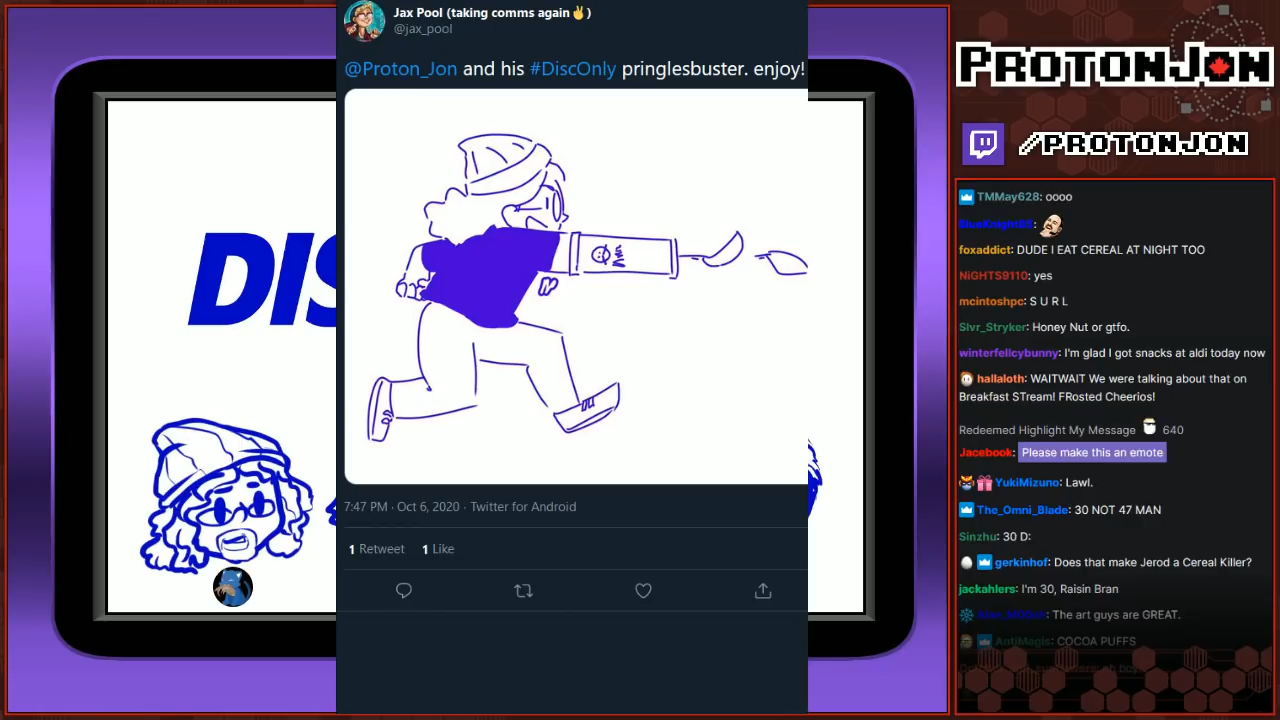 Jax Pool (taking comms again✌)
@jax_pool
@Proton_Jon and his #DiscOnly pringlesbuster. enjoy!
7:47 PM · Oct 6, 2020 · Twitter for Android
1 Retweet 1 Like
DIS
PROTONJON
/PROTONJON
TMMay628: oooo
BlueKnight86:
foxaddict: DUDE I EAT CEREAL AT NIGHT TOO
NiGHTS9110: yes
mcintoshpc: S U R L
Slvr_Stryker: Honey Nut or gtfo.
winterfellcybunny: I'm glad I got snacks at aldi today now
hallaloth: WAITWAIT We were talking about that on
Breakfast STream! FRosted Cheerios!
Redeemed Highlight My Message 640
Jacebook: Please make this an emote
YukiMizuno: Lawl.
The_Omni_Blade: 30 NOT 47 MAN
Sinzhu: 30 D:
gerkinhof: Does that make Jerod a Cereal Killer?
jackahlers: I'm 30, Raisin Bran
The art guys are GREAT.
AntiMagis: COCOA PUFFS